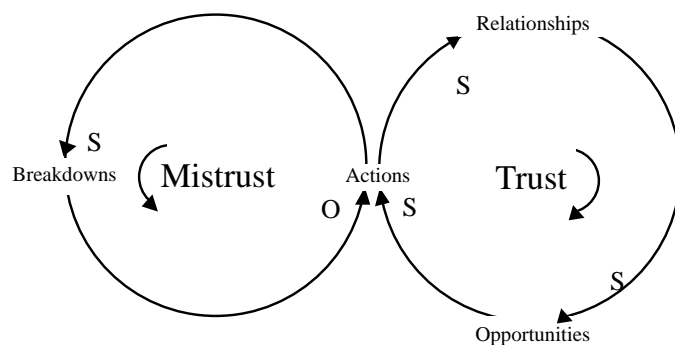 Relationships
S
S
Breakdowns
Mistrust
Actions
Trust
O
S
S
Opportunities